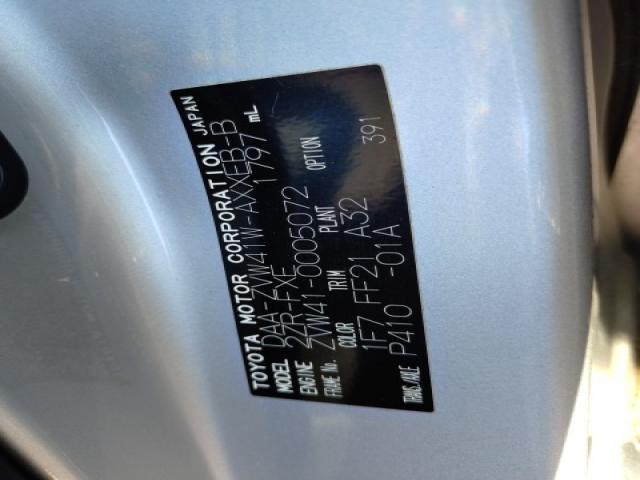 TOYOTA MOTOR CORPORATION JAPAN
MODEL DAA-ZVW41W-AXXEB-B
ENGINE 2ZR-FXE 1797 mL
FRAME No. ZVW41-0005072
COLOR TRIM PLANT OPTION
1F7 FF21 A32 391
TRANS./AXLE P410 -01A